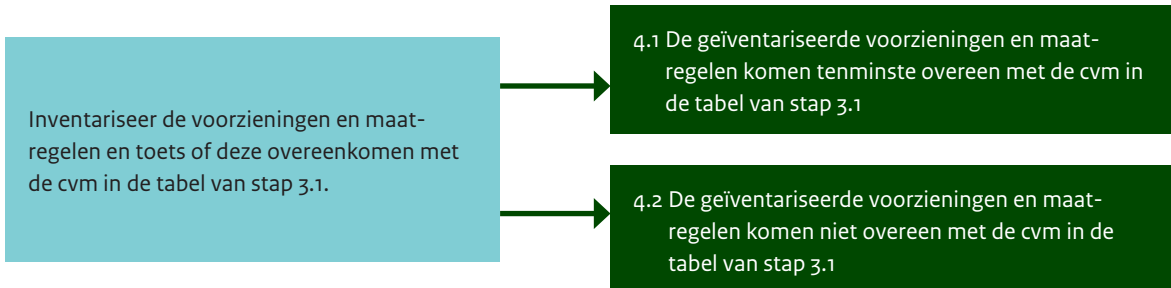 Inventariseer de voorzieningen en maat-
regelen en toets of deze overeenkomen met
de cvm in de tabel van stap 3.1.
4.1 De geïventariseerde voorzieningen en maat-
regelen komen tenminste overeen met de cvm in
de tabel van stap 3.1
4.2 De geïventariseerde voorzieningen en maat-
regelen komen niet overeen met de cvm in de
tabel van stap 3.1